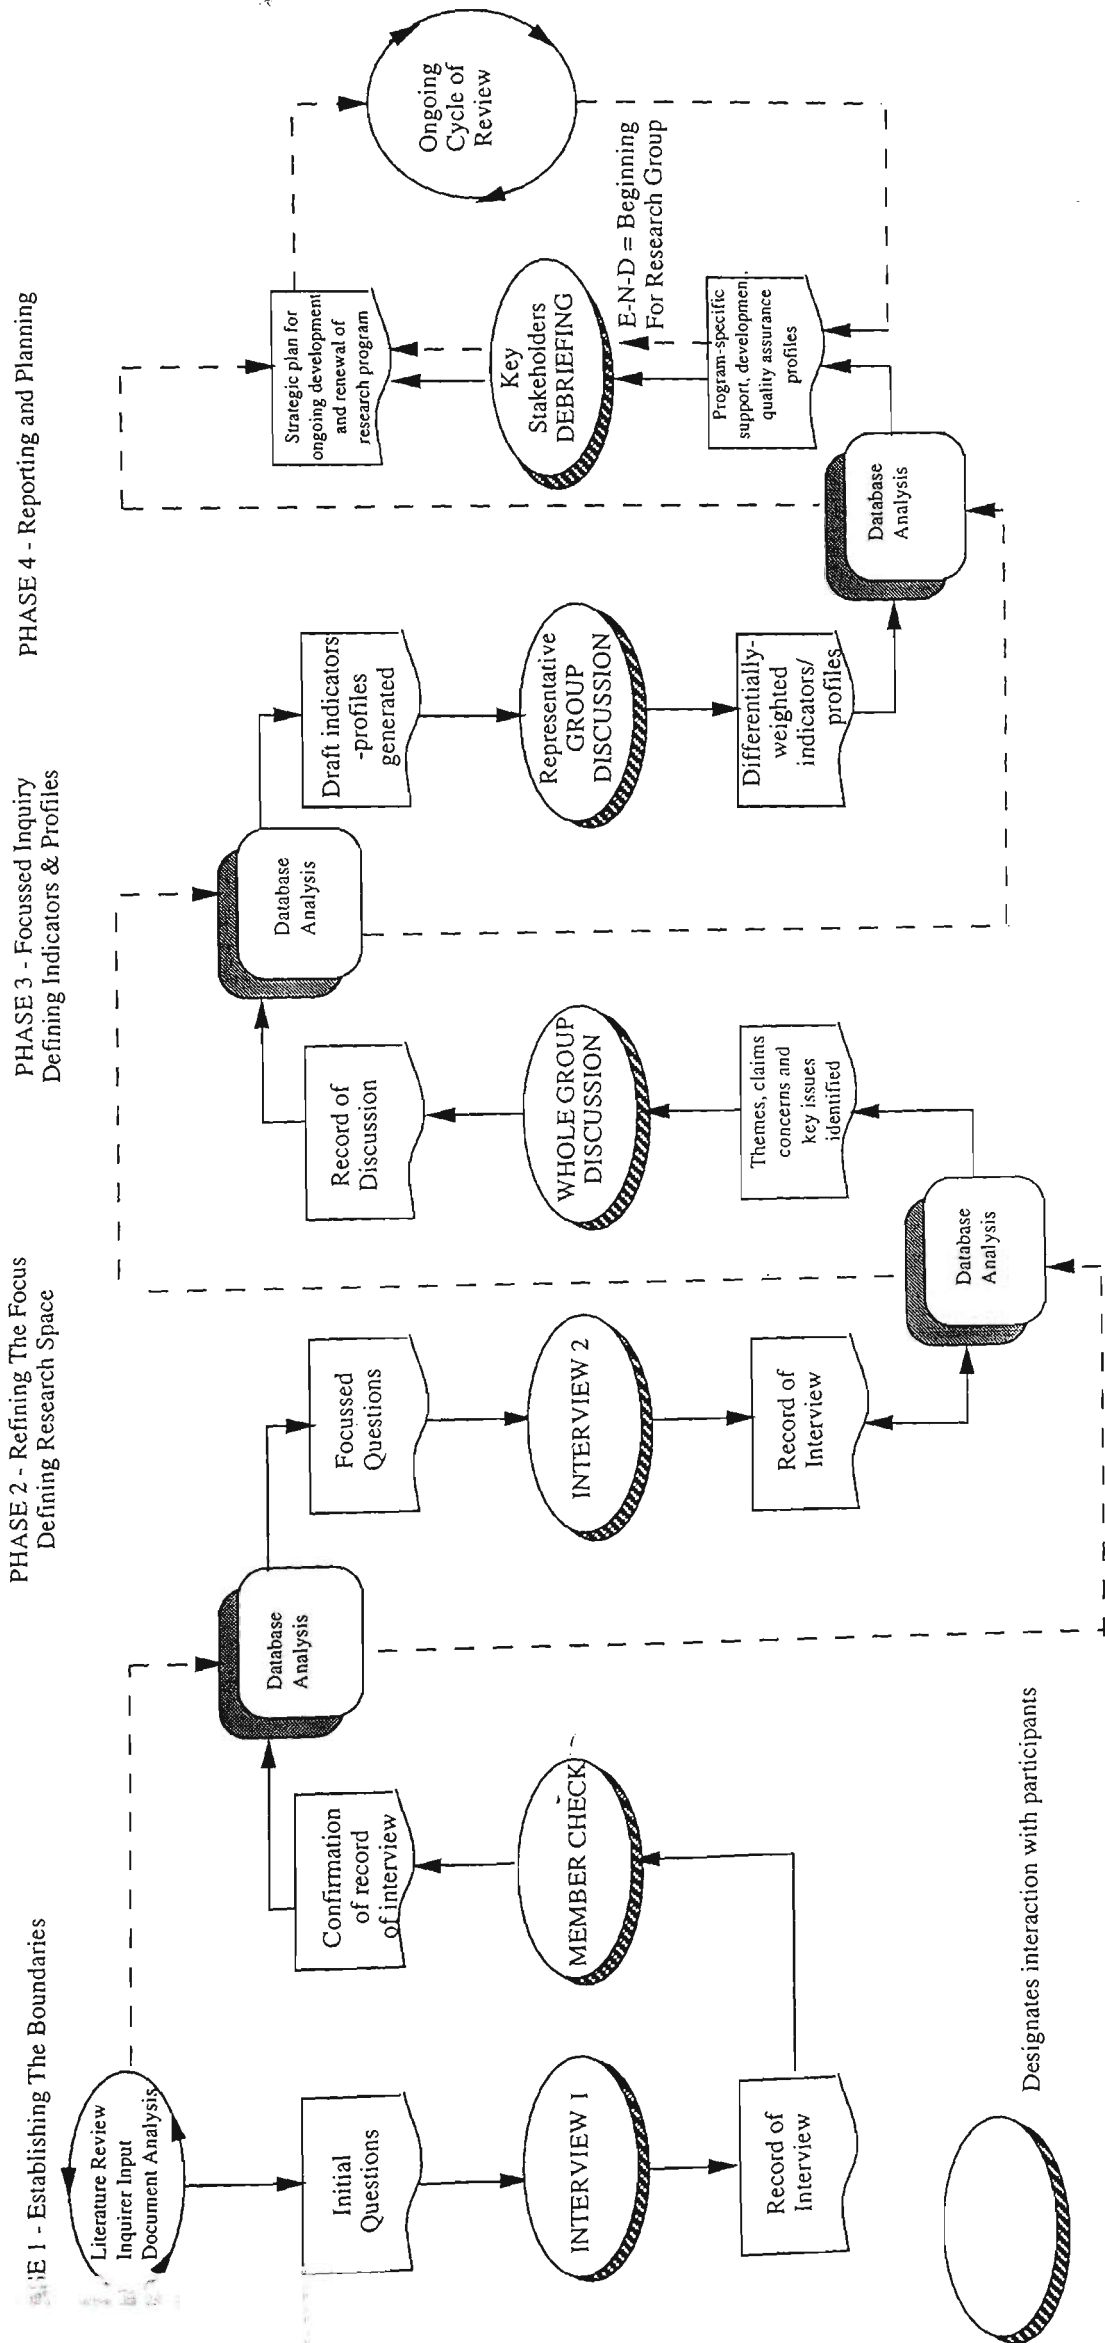 SE 1 - Establishing The Boundaries
Literature Review
Inquirer Input
Document Analysis
Initial
Questions
INTERVIEW 1
Record of
Interview
Confirmation
of record
of interview
MEMBER CHECK
Designates interaction with participants
Database
Analysis
PHASE 2 - Refining The Focus
Defining Research Space
Focussed
Questions
INTERVIEW 2
Record of
Interview
Database
Analysis
Themes, claims
concerns and
key issues
identified
WHOLE GROUP
DISCUSSION
Record of
Discussion
PHASE 3 - Focussed Inquiry
Defining Indicators & Profiles
Database
Analysis
Draft indicators
-profiles
generated
Representative
GROUP
DISCUSSION
Differentially-
weighted
indicators/
profiles
Database
Analysis
PHASE 4 - Reporting and Planning
Program-specific
support, developmen,
quality assurance
profiles
Key
Stakeholders
DEBRIEFING
Strategic plan for
ongoing development
and renewal of
research program
E-N-D = Beginning
For Research Group
Ongoing
Cycle of
Review